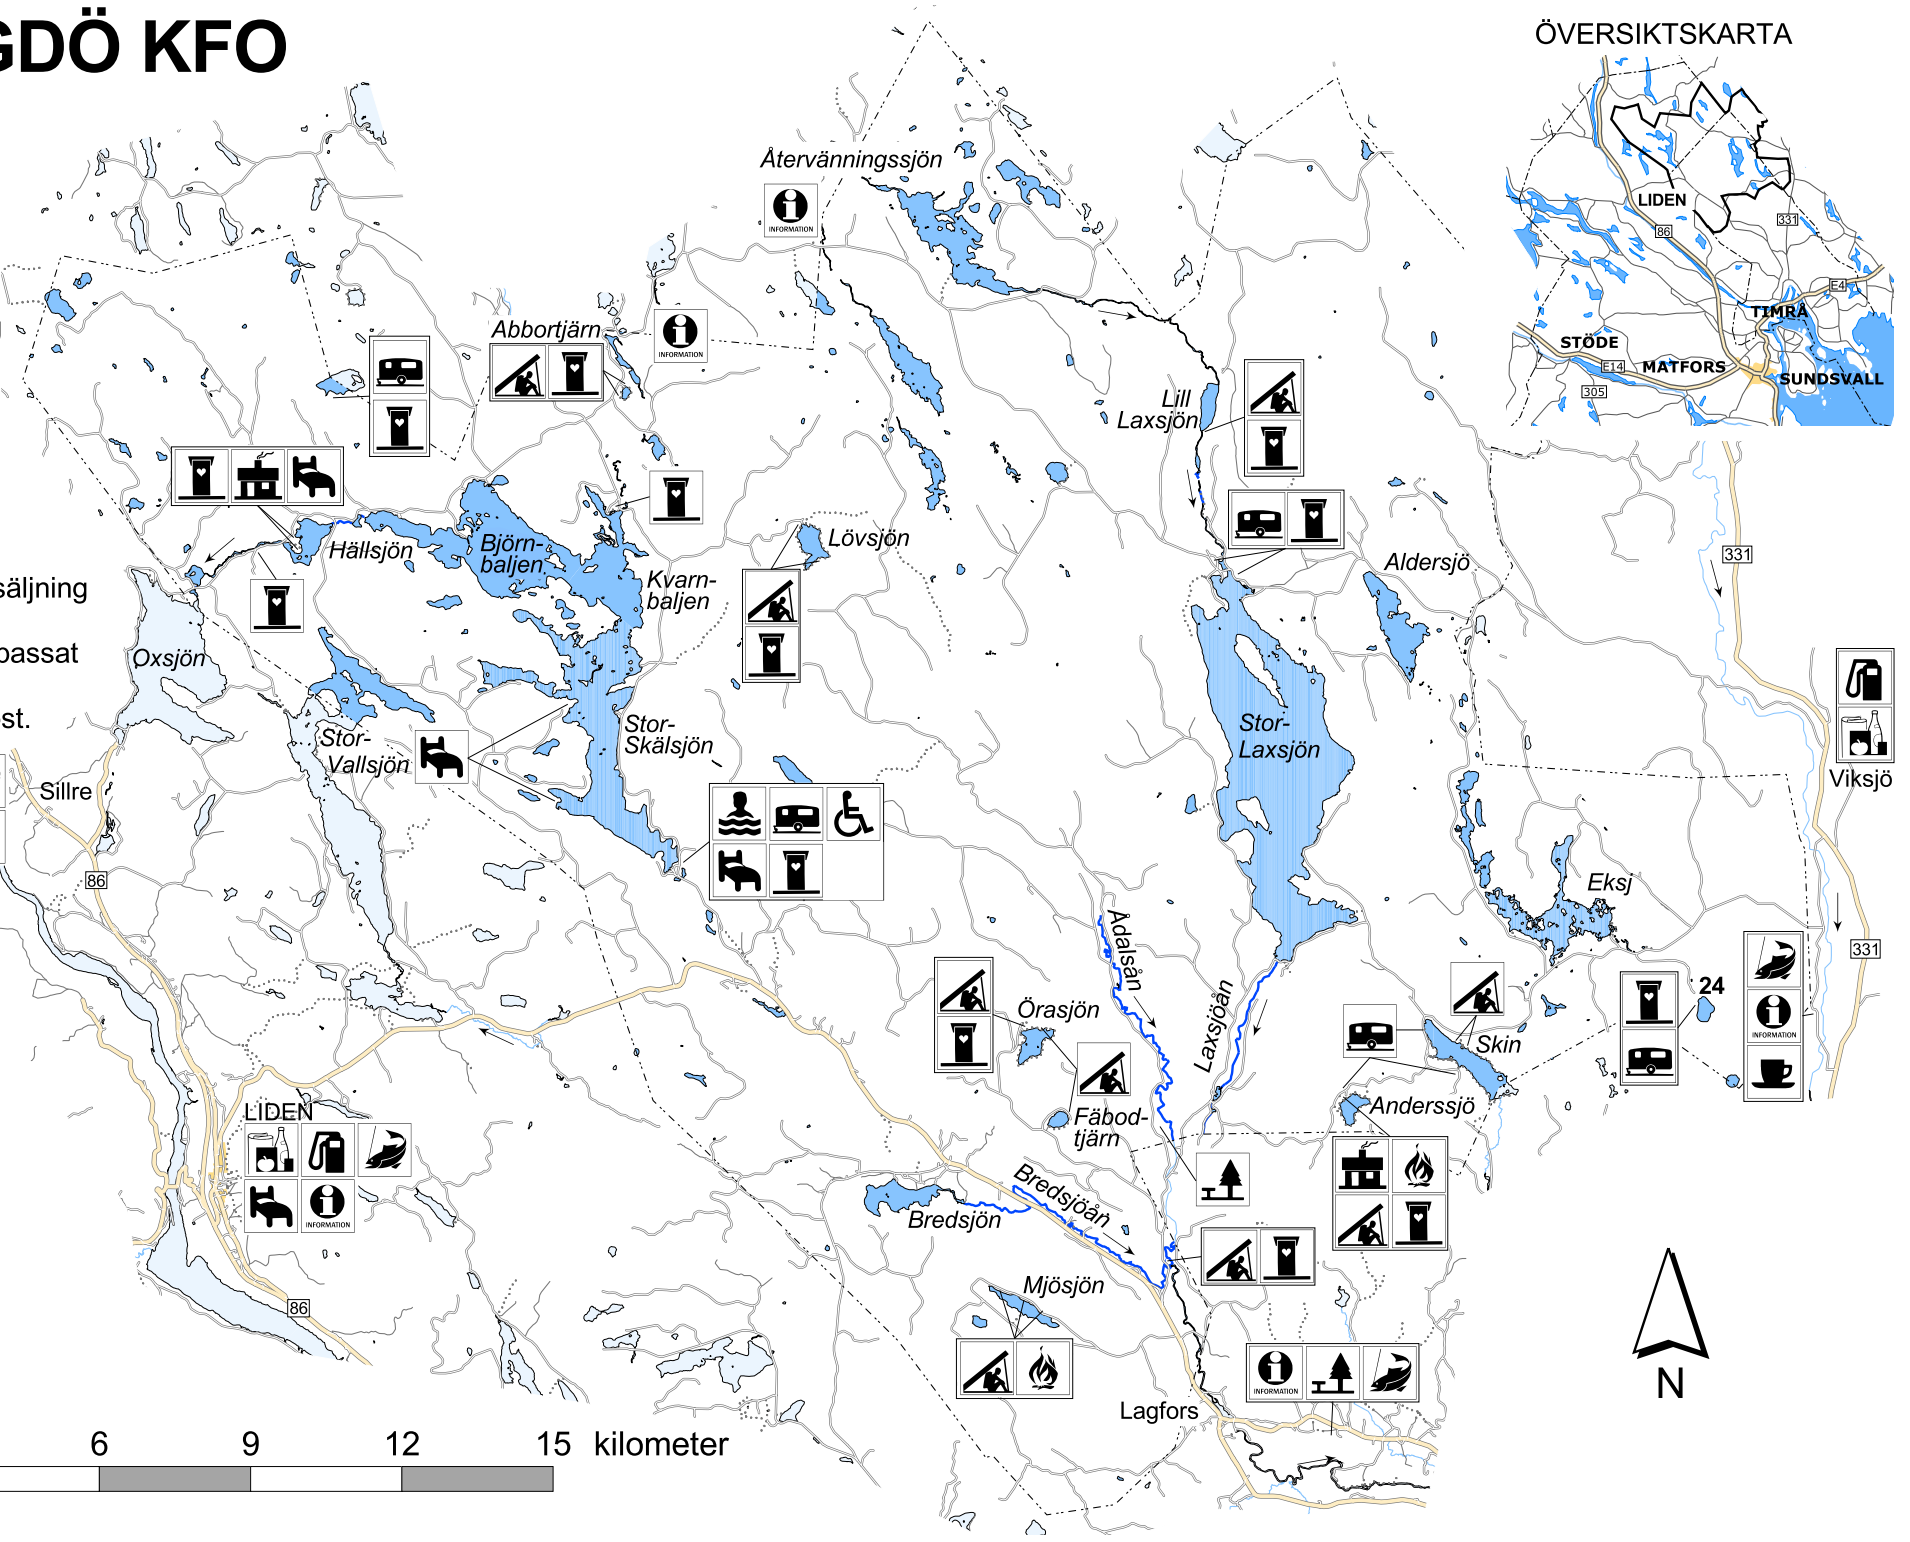 GDÖ KFO
ÖVERSIKTSKARTA
LIDEN
331
86
E4
TIMRÅ
STÖDE
E14
MATFORS
305
SUNDSVALL
Återvänningssjön
INFORMATION
Abbortjärn
INFORMATION
Lill
Laxsjön
Hällsjön
Björn-
baljen
Kvarn-
baljen
Lövsjön
Aldersjö
331
säljning
passat
st.
Oxsjön
Stor-
Vallsjön
Stor-
Skälsjön
Stor-
Laxsjön
Sillre
86
Viksjö
Eksj
331
Ådalsån
Laxsjöån
Örasjön
Skin
24
INFORMATION
Fäbod-
tjärn
Anderssjö
LIDEN
INFORMATION
Bredsjöån
Bredsjön
Mjösjön
86
INFORMATION
Lagfors
N
6 9 12 15 kilometer